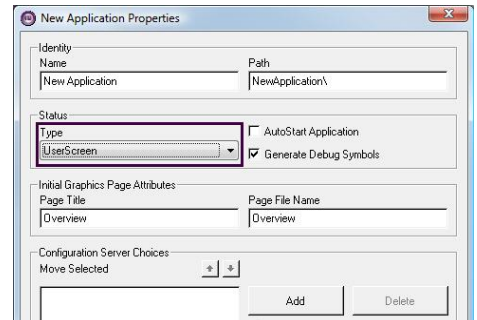 New Application Properties
Identity
Name
Path
New Application
NewApplication\
Status
Type
AutoStart Application
UserScreen
Generate Debug Symbols
Initial Graphics Page Attributes
Page Title
Page File Name
Overview
Overview
Configuration Server Choices
Move Selected
Add
Delete